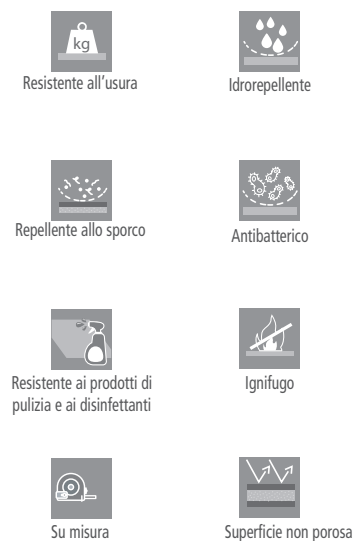 kg
Resistente all’usura
Idrorepellente
Repellente allo sporco
Antibatterico
Resistente ai prodotti di
pulizia e ai disinfettanti
Ignifugo
Su misura
Superficie non porosa